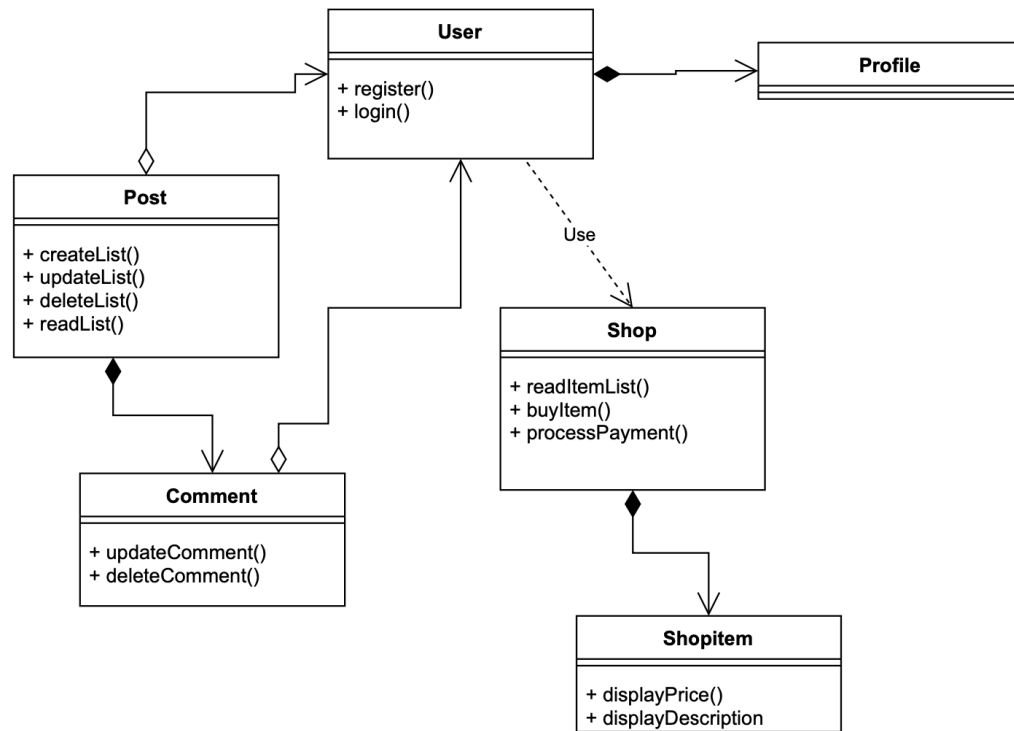 User
+ register()
+ login()
Profile
Post
+ createList()
+ updateList()
+ deleteList()
+ readList()
Use
Shop
+ readItemList()
+ buyItem()
+ processPayment()
Comment
+ updateComment()
+ deleteComment()
Shopitem
+ displayPrice()
+ displayDescription